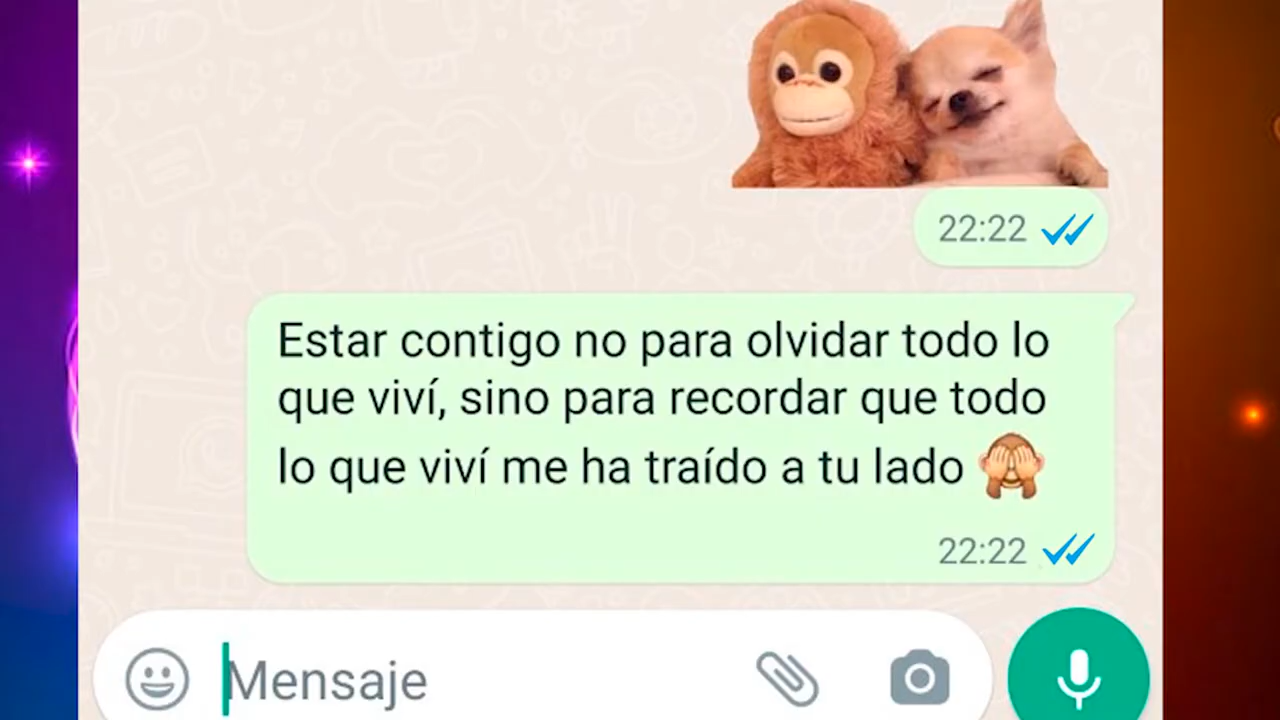 22:22
Estar contigo no para olvidar todo lo
que viví, sino para recordar que todo
lo que viví me ha traído a tu lado 🙈
22:22
Mensaje